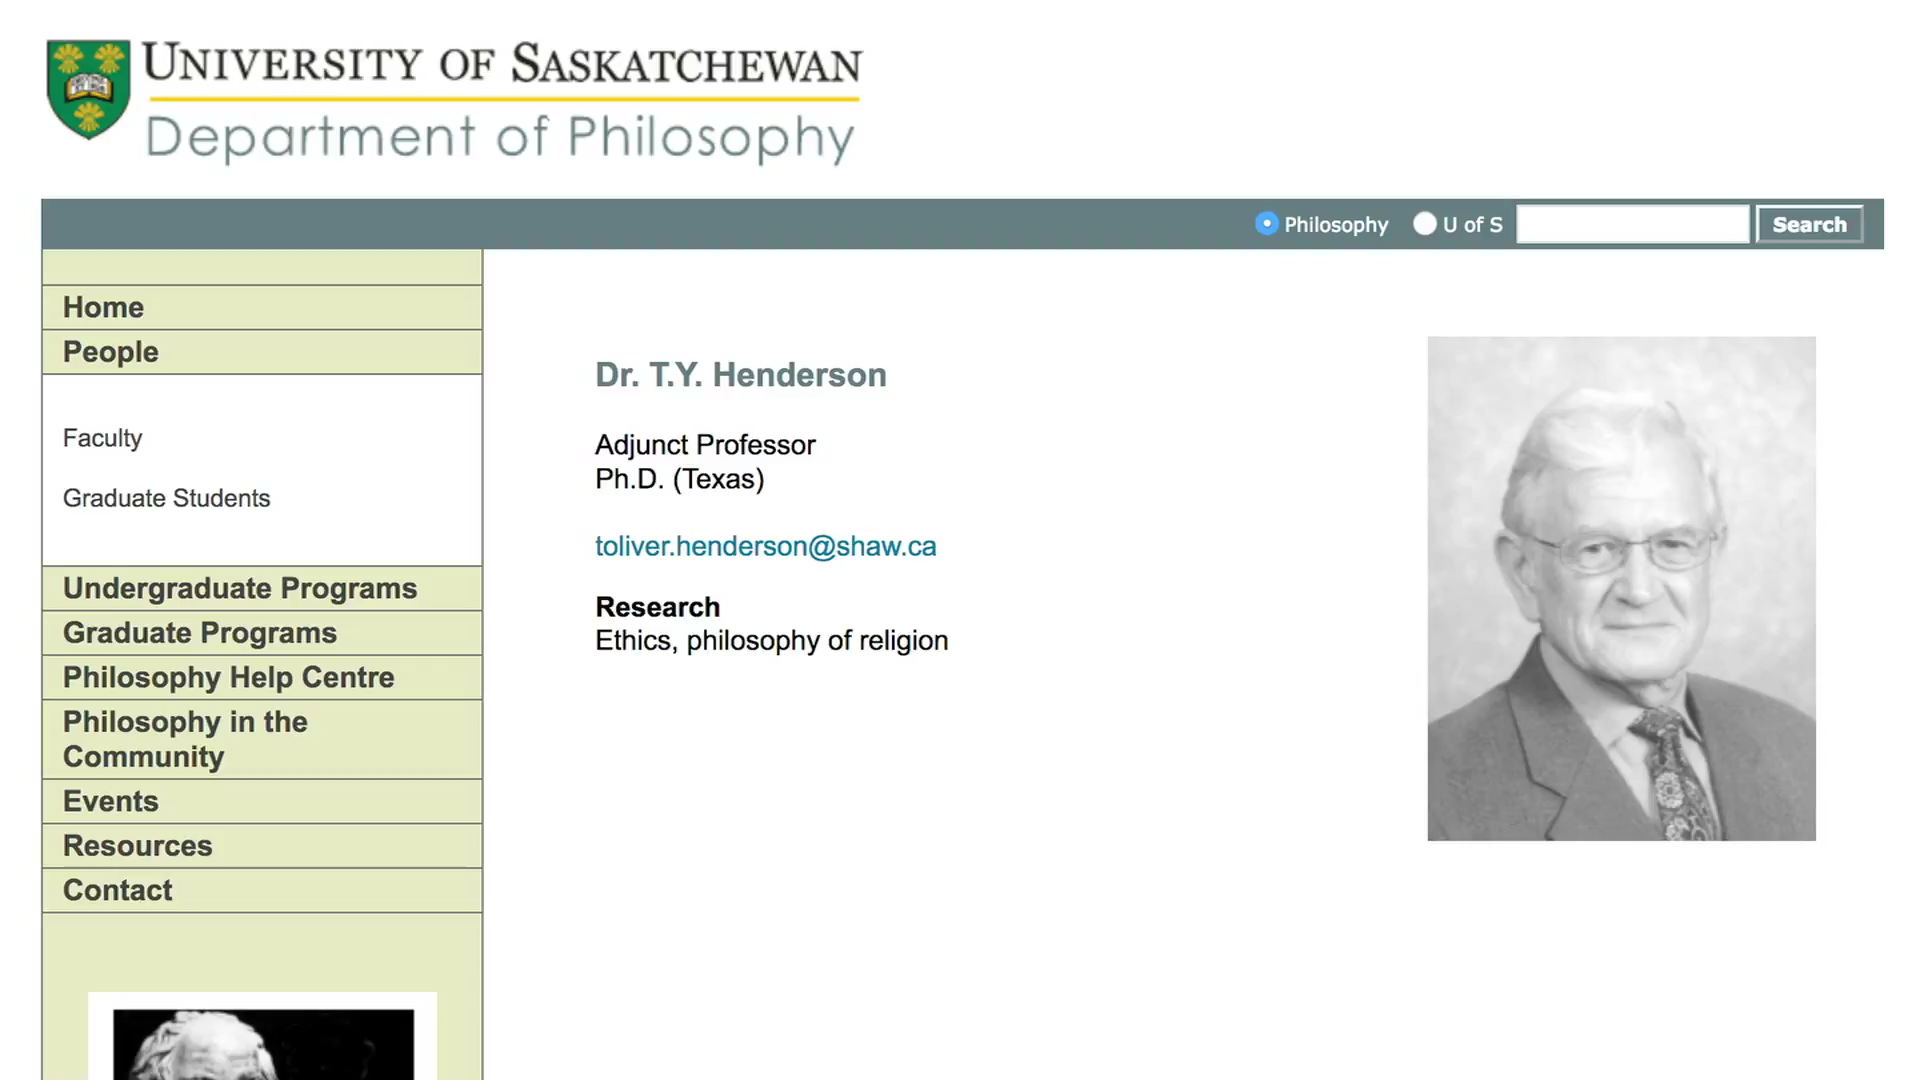 UNIVERSITY OF SASKATCHEWAN
Department of Philosophy
Philosophy U of S Search
Home
People
Faculty
Graduate Students
Undergraduate Programs
Graduate Programs
Philosophy Help Centre
Philosophy in the
Community
Events
Resources
Contact
Dr. T.Y. Henderson
Adjunct Professor
Ph.D. (Texas)
toliver.henderson@shaw.ca
Research
Ethics, philosophy of religion